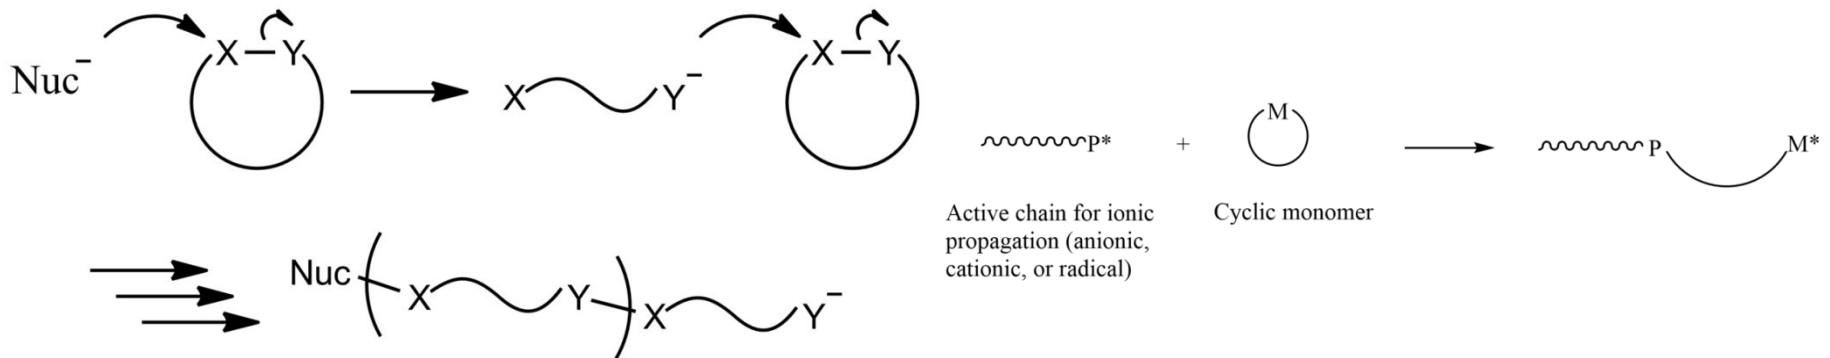 Nuc⁻ X—Y X Y⁻ X—Y
Nuc X Y X Y⁻
P* + M P M*
Active chain for ionic Cyclic monomer
propagation (anionic,
cationic, or radical)